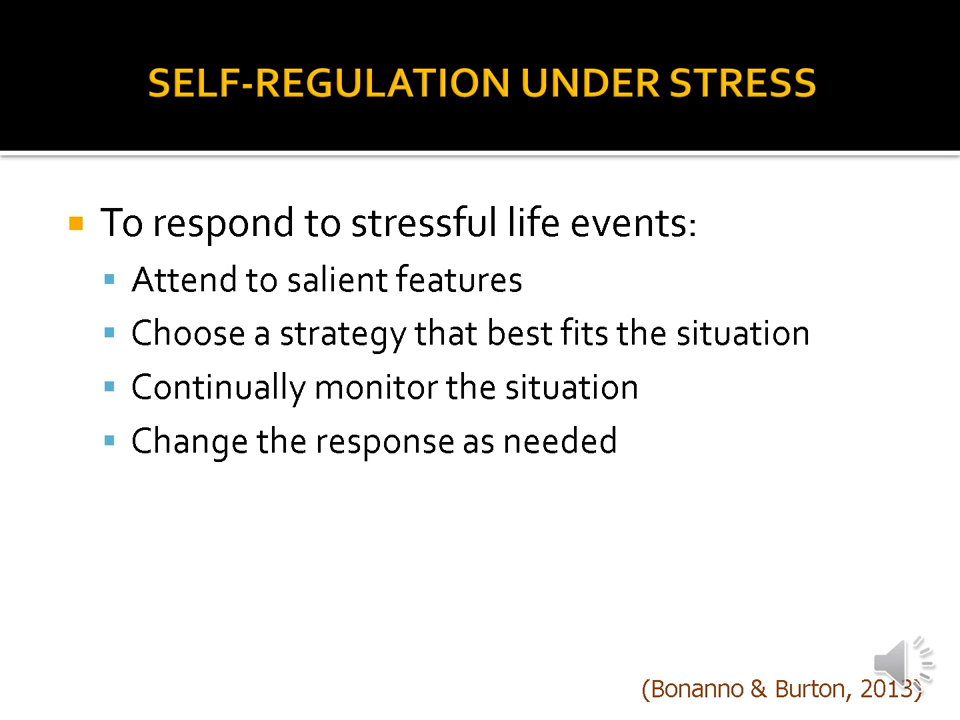 SELF-REGULATION UNDER STRESS
To respond to stressful life events:
Attend to salient features
Choose a strategy that best fits the situation
Continually monitor the situation
Change the response as needed
(Bonanno & Burton, 2013)